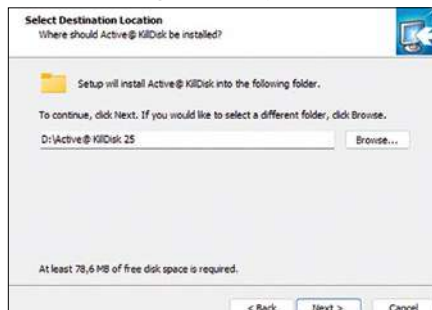 Select Destination Location
Where should Active@ KillDisk be installed?
Setup will install Active@ KillDisk into the following folder.
To continue, click Next. If you would like to select a different folder, click Browse.
D:\Active@ KillDisk 25
Browse...
At least 78,6 MB of free disk space is required.
< Back
Next >
Cancel